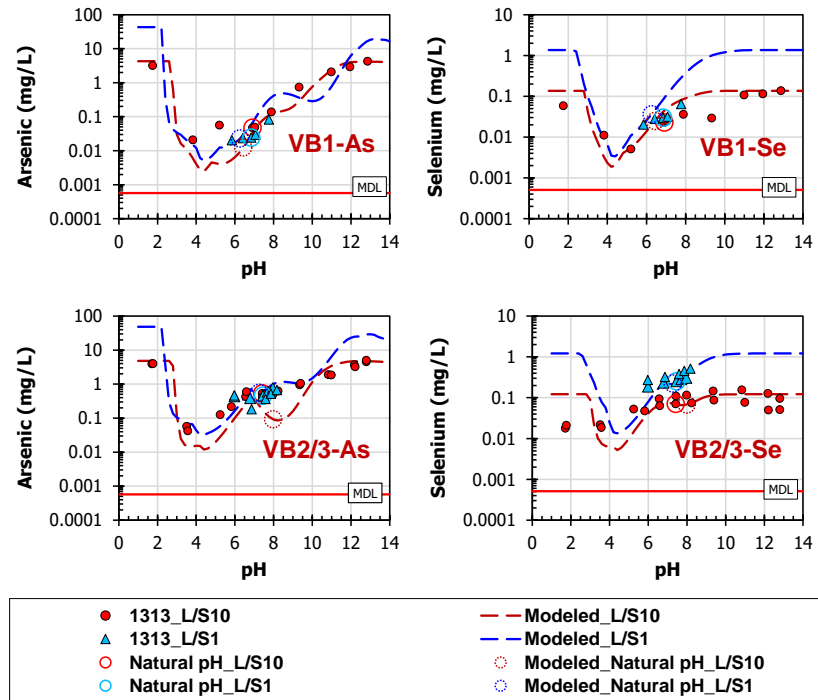 Arsenic (mg/L)
100
10
1
0.1
0.01
0.001
0.0001
VB1-As
MDL
0 2 4 6 8 10 12 14
pH
Selenium (mg/L)
100
10
1
0.1
0.01
0.001
0.0001
VB1-Se
MDL
0 2 4 6 8 10 12 14
pH
Arsenic (mg/L)
100
10
1
0.1
0.01
0.001
0.0001
VB2/3-As
MDL
0 2 4 6 8 10 12 14
pH
Selenium (mg/L)
100
10
1
0.1
0.01
0.001
0.0001
VB2/3-Se
MDL
0 2 4 6 8 10 12 14
pH
1313_L/S10
Modeled_L/S10
1313_L/S1
Modeled_L/S1
Natural pH_L/S10
Modeled_Natural pH_L/S10
Natural pH_L/S1
Modeled_Natural pH_L/S1